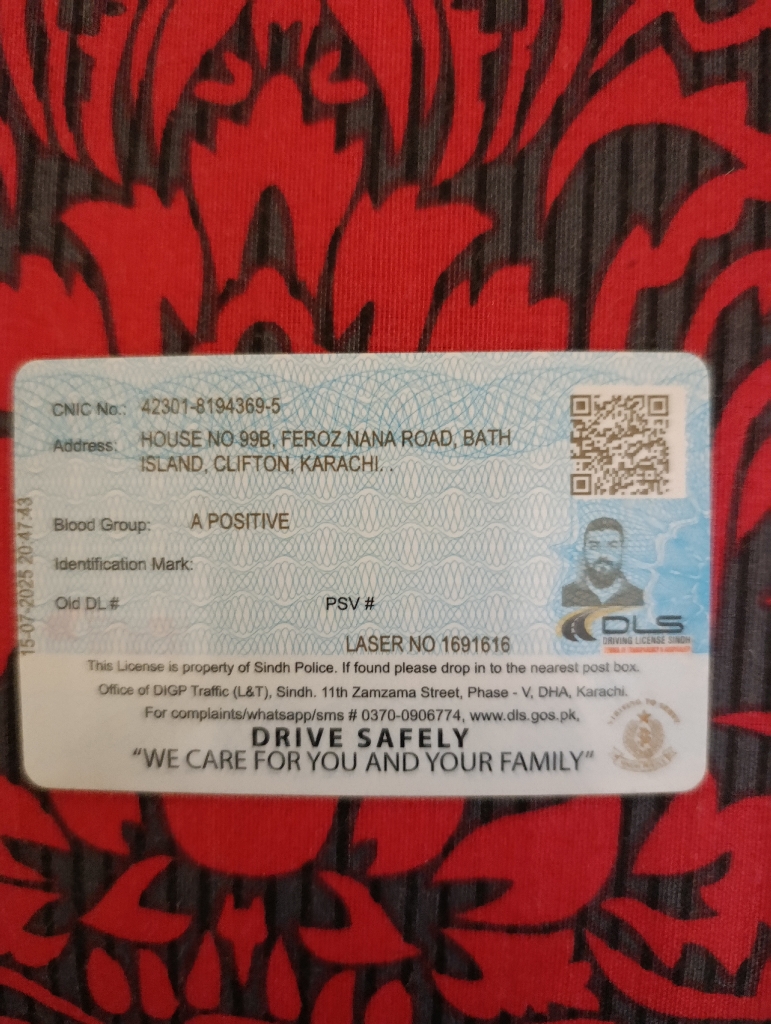 CNIC No.: 42301-8194369-5
Address: HOUSE NO 99B, FEROZ NANA ROAD, BATH
ISLAND, CLIFTON, KARACHI. .
Blood Group: A POSITIVE
Identification Mark:
Old DL # PSV #
LASER NO 1691616
15-07-2025 20:47:43
DLS
DRIVING LICENSE SINDH
This License is property of Sindh Police. If found please drop in to the nearest post box.
Office of DIGP Traffic (L&T), Sindh. 11th Zamzama Street, Phase - V, DHA, Karachi.
For complaints/whatsapp/sms # 0370-0906774, www.dls.gos.pk,
DRIVE SAFELY
"WE CARE FOR YOU AND YOUR FAMILY"